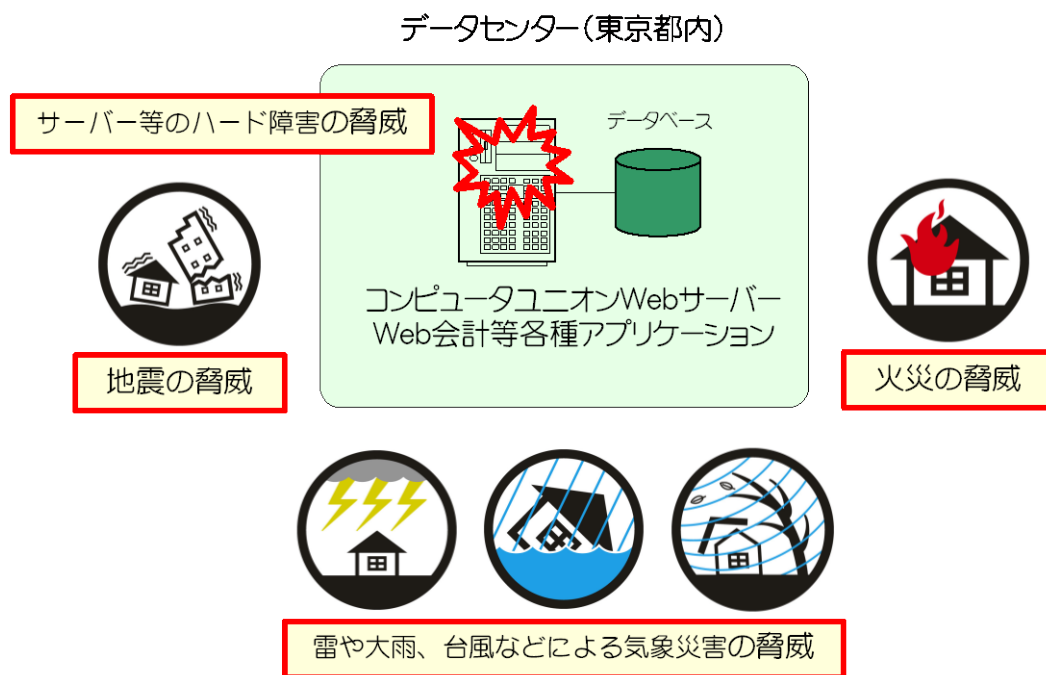 データセンター(東京都内)
サーバー等のハード障害の脅威
データベース
コンピュータユニオンWebサーバー
Web会計等各種アプリケーション
地震の脅威
火災の脅威
雷や大雨、台風などによる気象災害の脅威